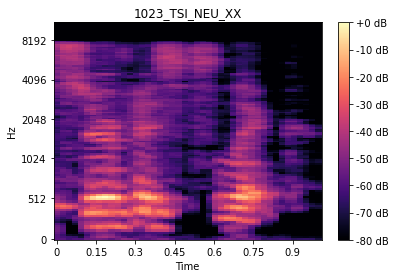 1023_TSI_NEU_XX
8192
4096
2048
1024
512
0
Hz
0
0.15
0.3
0.45
0.6
0.75
0.9
Time
+0 dB
-10 dB
-20 dB
-30 dB
-40 dB
-50 dB
-60 dB
-70 dB
-80 dB